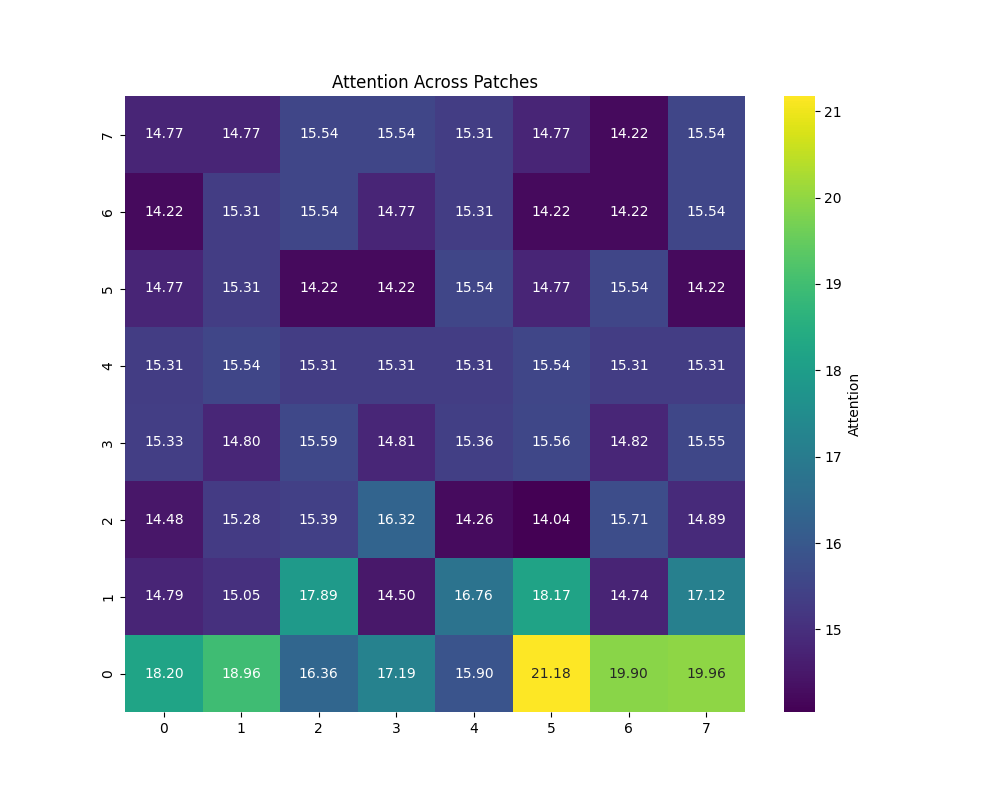 Attention Across Patches
7 14.77 14.77 15.54 15.54 15.31 14.77 14.22 15.54
6 14.22 15.31 15.54 14.77 15.31 14.22 14.22 15.54
5 14.77 15.31 14.22 14.22 15.54 14.77 15.54 14.22
4 15.31 15.54 15.31 15.31 15.31 15.54 15.31 15.31
3 15.33 14.80 15.59 14.81 15.36 15.56 14.82 15.55
2 14.48 15.28 15.39 16.32 14.26 14.04 15.71 14.89
1 14.79 15.05 17.89 14.50 16.76 18.17 14.74 17.12
0 18.20 18.96 16.36 17.19 15.90 21.18 19.90 19.96
0 1 2 3 4 5 6 7
21
20
19
18
17
16
15
Attention